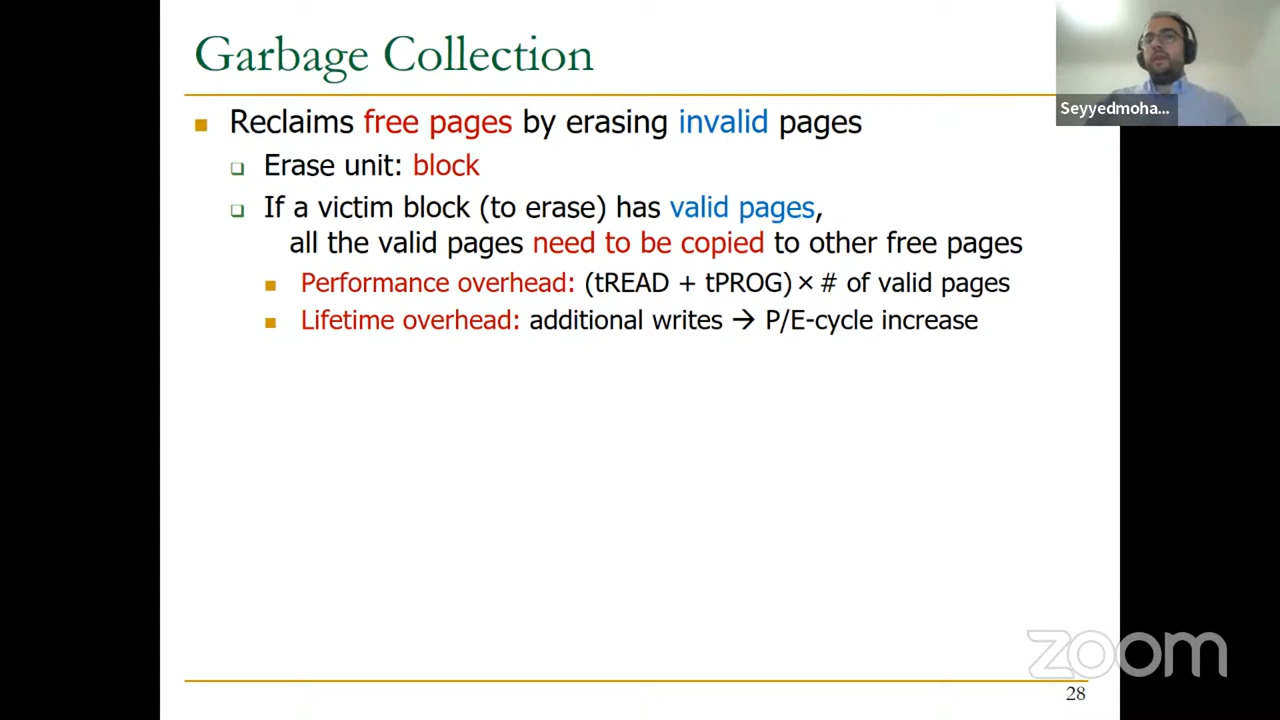 Garbage Collection
Seyyedmoha...
Reclaims free pages by erasing invalid pages
Erase unit: block
If a victim block (to erase) has valid pages,
all the valid pages need to be copied to other free pages
Performance overhead: (tREAD + tPROG) × # of valid pages
Lifetime overhead: additional writes → P/E-cycle increase
zoom
28